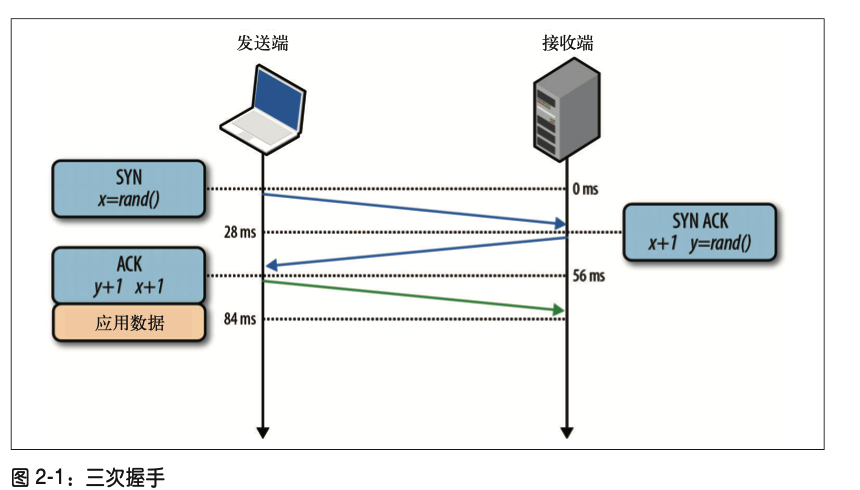 发送端
接收端
SYN
x=rand()
0 ms
28 ms
SYN ACK
x+1 y=rand()
ACK
y+1 x+1
56 ms
应用数据
84 ms
图 2-1：三次握手